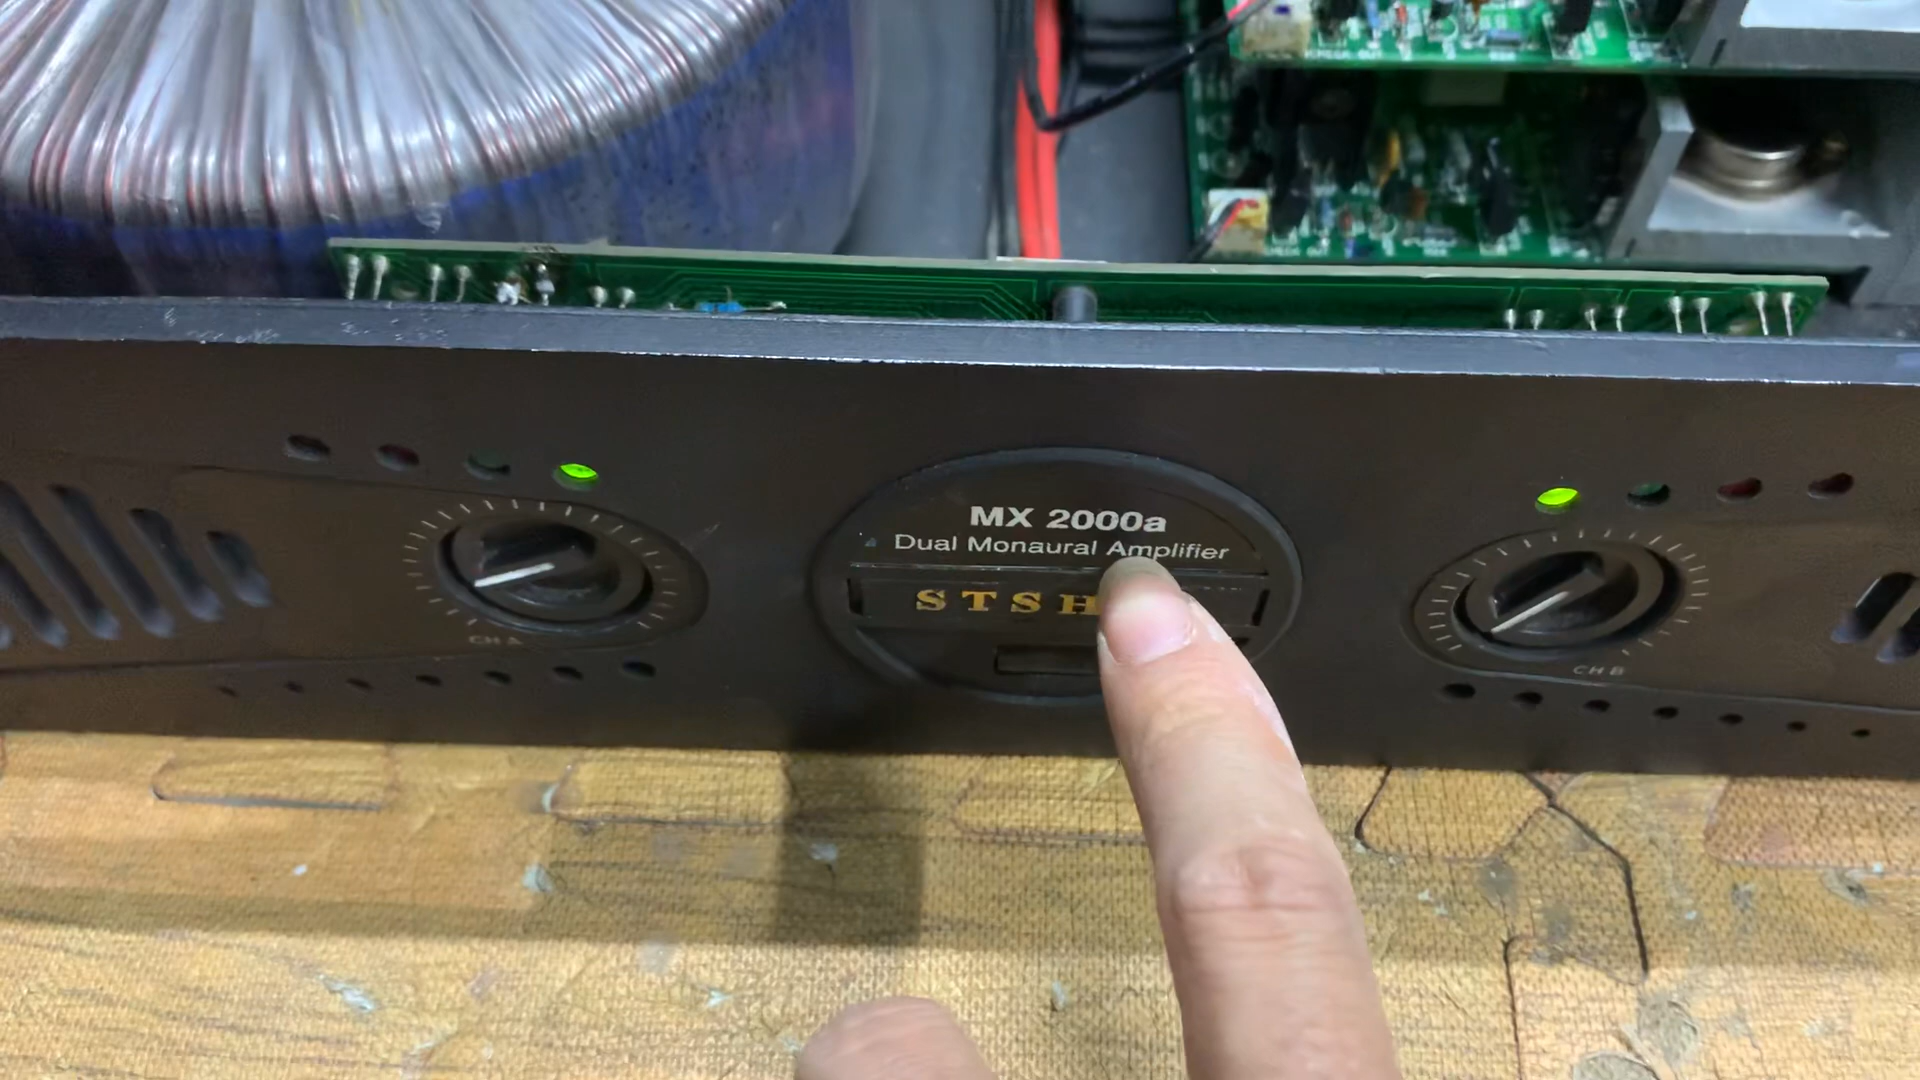 MX 2000a
Dual Monaural Amplifier
STSH
CH A
CH B